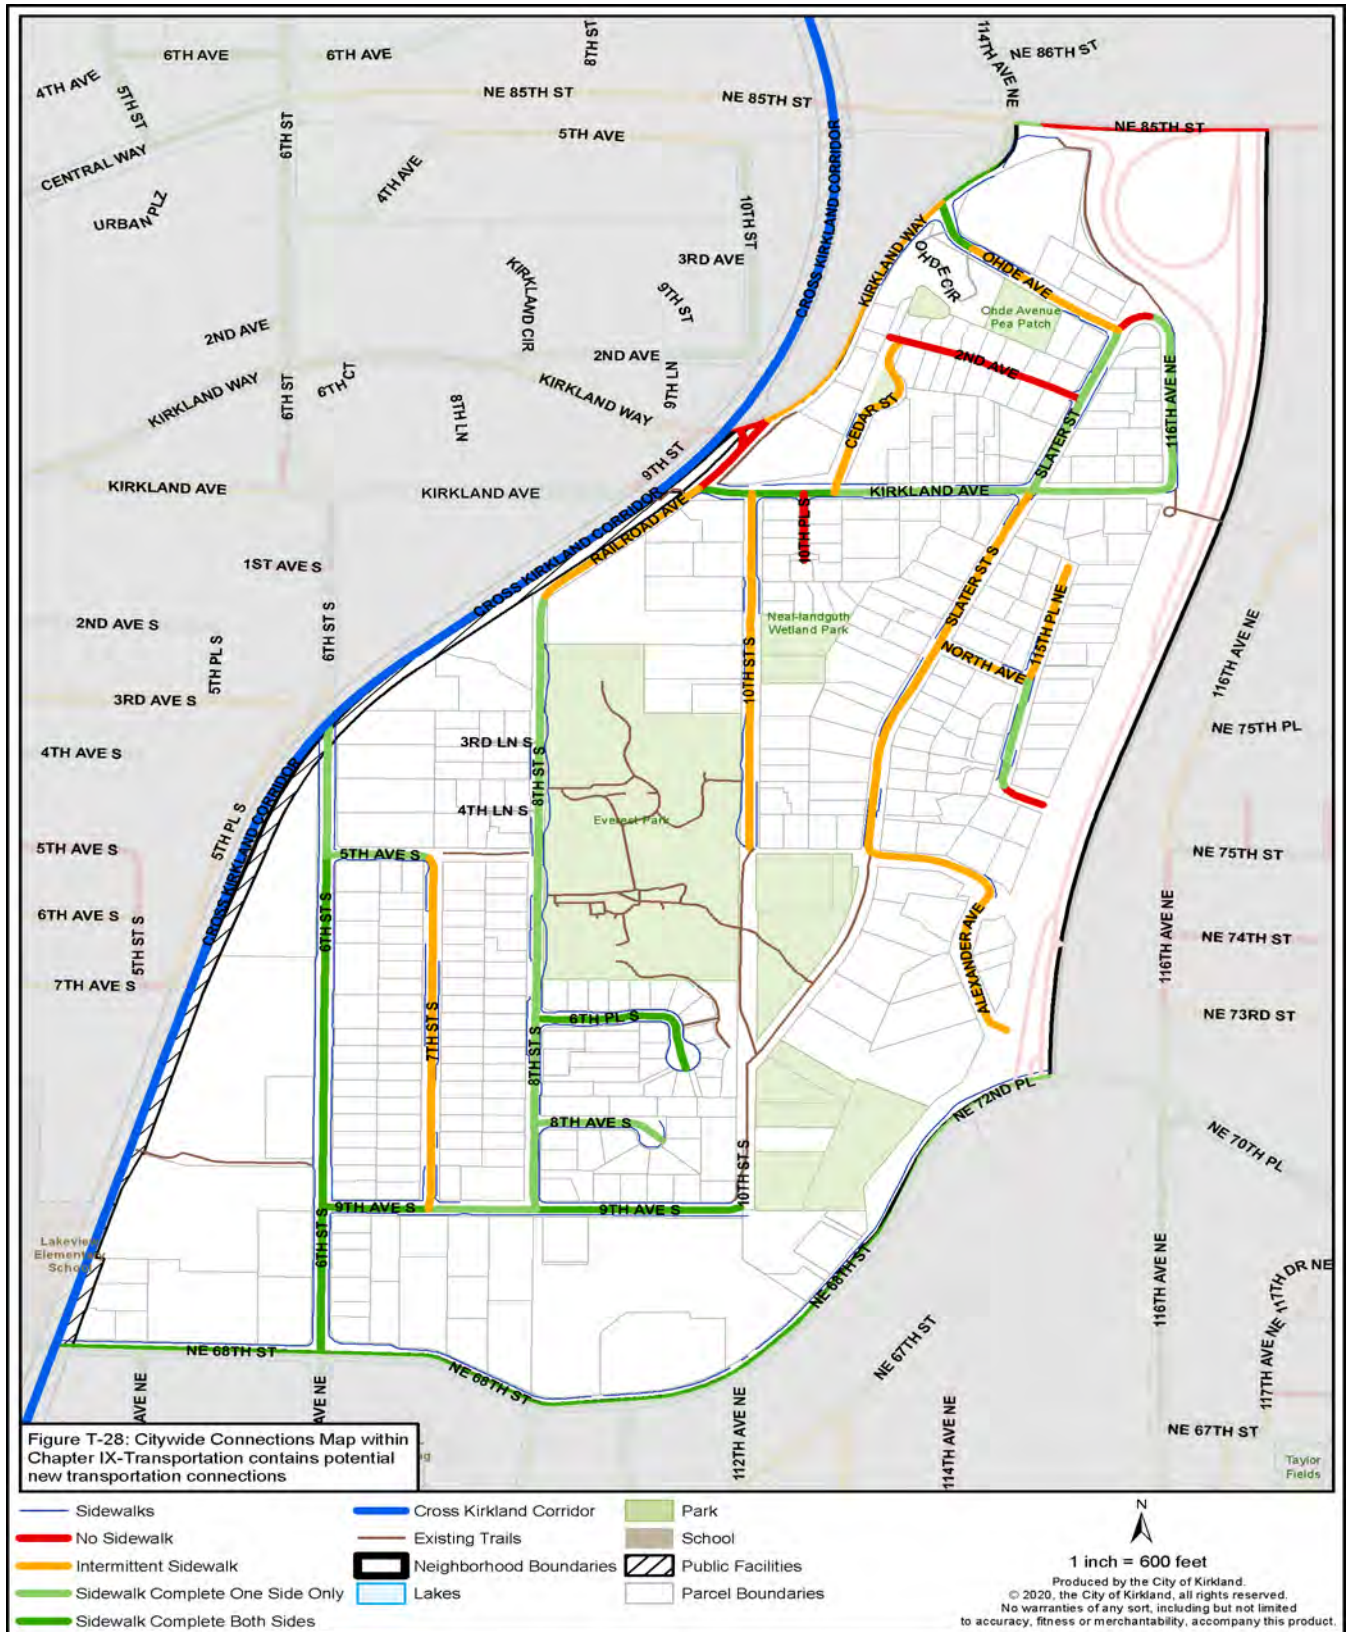 114TH AVE NE
NE 86TH ST
8TH ST
6TH AVE
6TH AVE
4TH AVE
5TH ST
NE 85TH ST
NE 85TH ST
NE 85TH ST
6TH ST
5TH AVE
CENTRAL WAY
4TH AVE
URBAN PLZ
10TH ST
CROSS KIRKLAND CORRIDOR
3RD AVE
KIRKLAND WAY
OHDE CIR
OHDE AVE
KIRKLAND CIR
9TH ST
Ohde Avenue
Pea Patch
2ND AVE
2ND AVE
2ND AVE
6TH CT
KIRKLAND WAY
KIRKLAND WAY
6TH ST
9TH LN
8TH LN
CEDAR ST
SLATER ST
116TH AVE NE
9TH ST
KIRKLAND AVE
KIRKLAND AVE
KIRKLAND AVE
RAILROAD AVE
10TH PL S
CROSS KIRKLAND CORRIDOR
1ST AVE S
SLATER ST S
115TH PL NE
2ND AVE S
5TH PL S
6TH ST S
Neal-landguth
Wetland Park
116TH AVE NE
NORTH AVE
10TH ST S
3RD AVE S
NE 75TH PL
4TH AVE S
3RD LN S
8TH ST S
4TH LN S
Everest Park
5TH PL S
CROSS KIRKLAND CORRIDOR
5TH AVE S
5TH AVE S
NE 75TH ST
6TH AVE S
5TH ST S
6TH ST S
116TH AVE NE
NE 74TH ST
ALEXANDER AVE
7TH AVE S
NE 73RD ST
6TH PL S
7TH ST S
8TH ST S
NE 72ND PL
8TH AVE S
NE 70TH PL
10TH ST S
9TH AVE S
9TH AVE S
6TH ST S
Lakeview
Elementary
School
NE 68TH ST
116TH AVE NE
117TH DR NE
NE 68TH ST
NE 68TH ST
NE 67TH ST
117TH AVE NE
AVE NE
AVE NE
112TH AVE NE
114TH AVE NE
NE 67TH ST
Taylor
Fields
Figure T-28: Citywide Connections Map within
Chapter IX-Transportation contains potential
new transportation connections
Sidewalks
No Sidewalk
Intermittent Sidewalk
Sidewalk Complete One Side Only
Sidewalk Complete Both Sides
Cross Kirkland Corridor
Existing Trails
Neighborhood Boundaries
Lakes
Park
School
Public Facilities
Parcel Boundaries
N
1 inch = 600 feet
Produced by the City of Kirkland.
© 2020, the City of Kirkland, all rights reserved.
No warranties of any sort, including but not limited
to accuracy, fitness or merchantability, accompany this product.